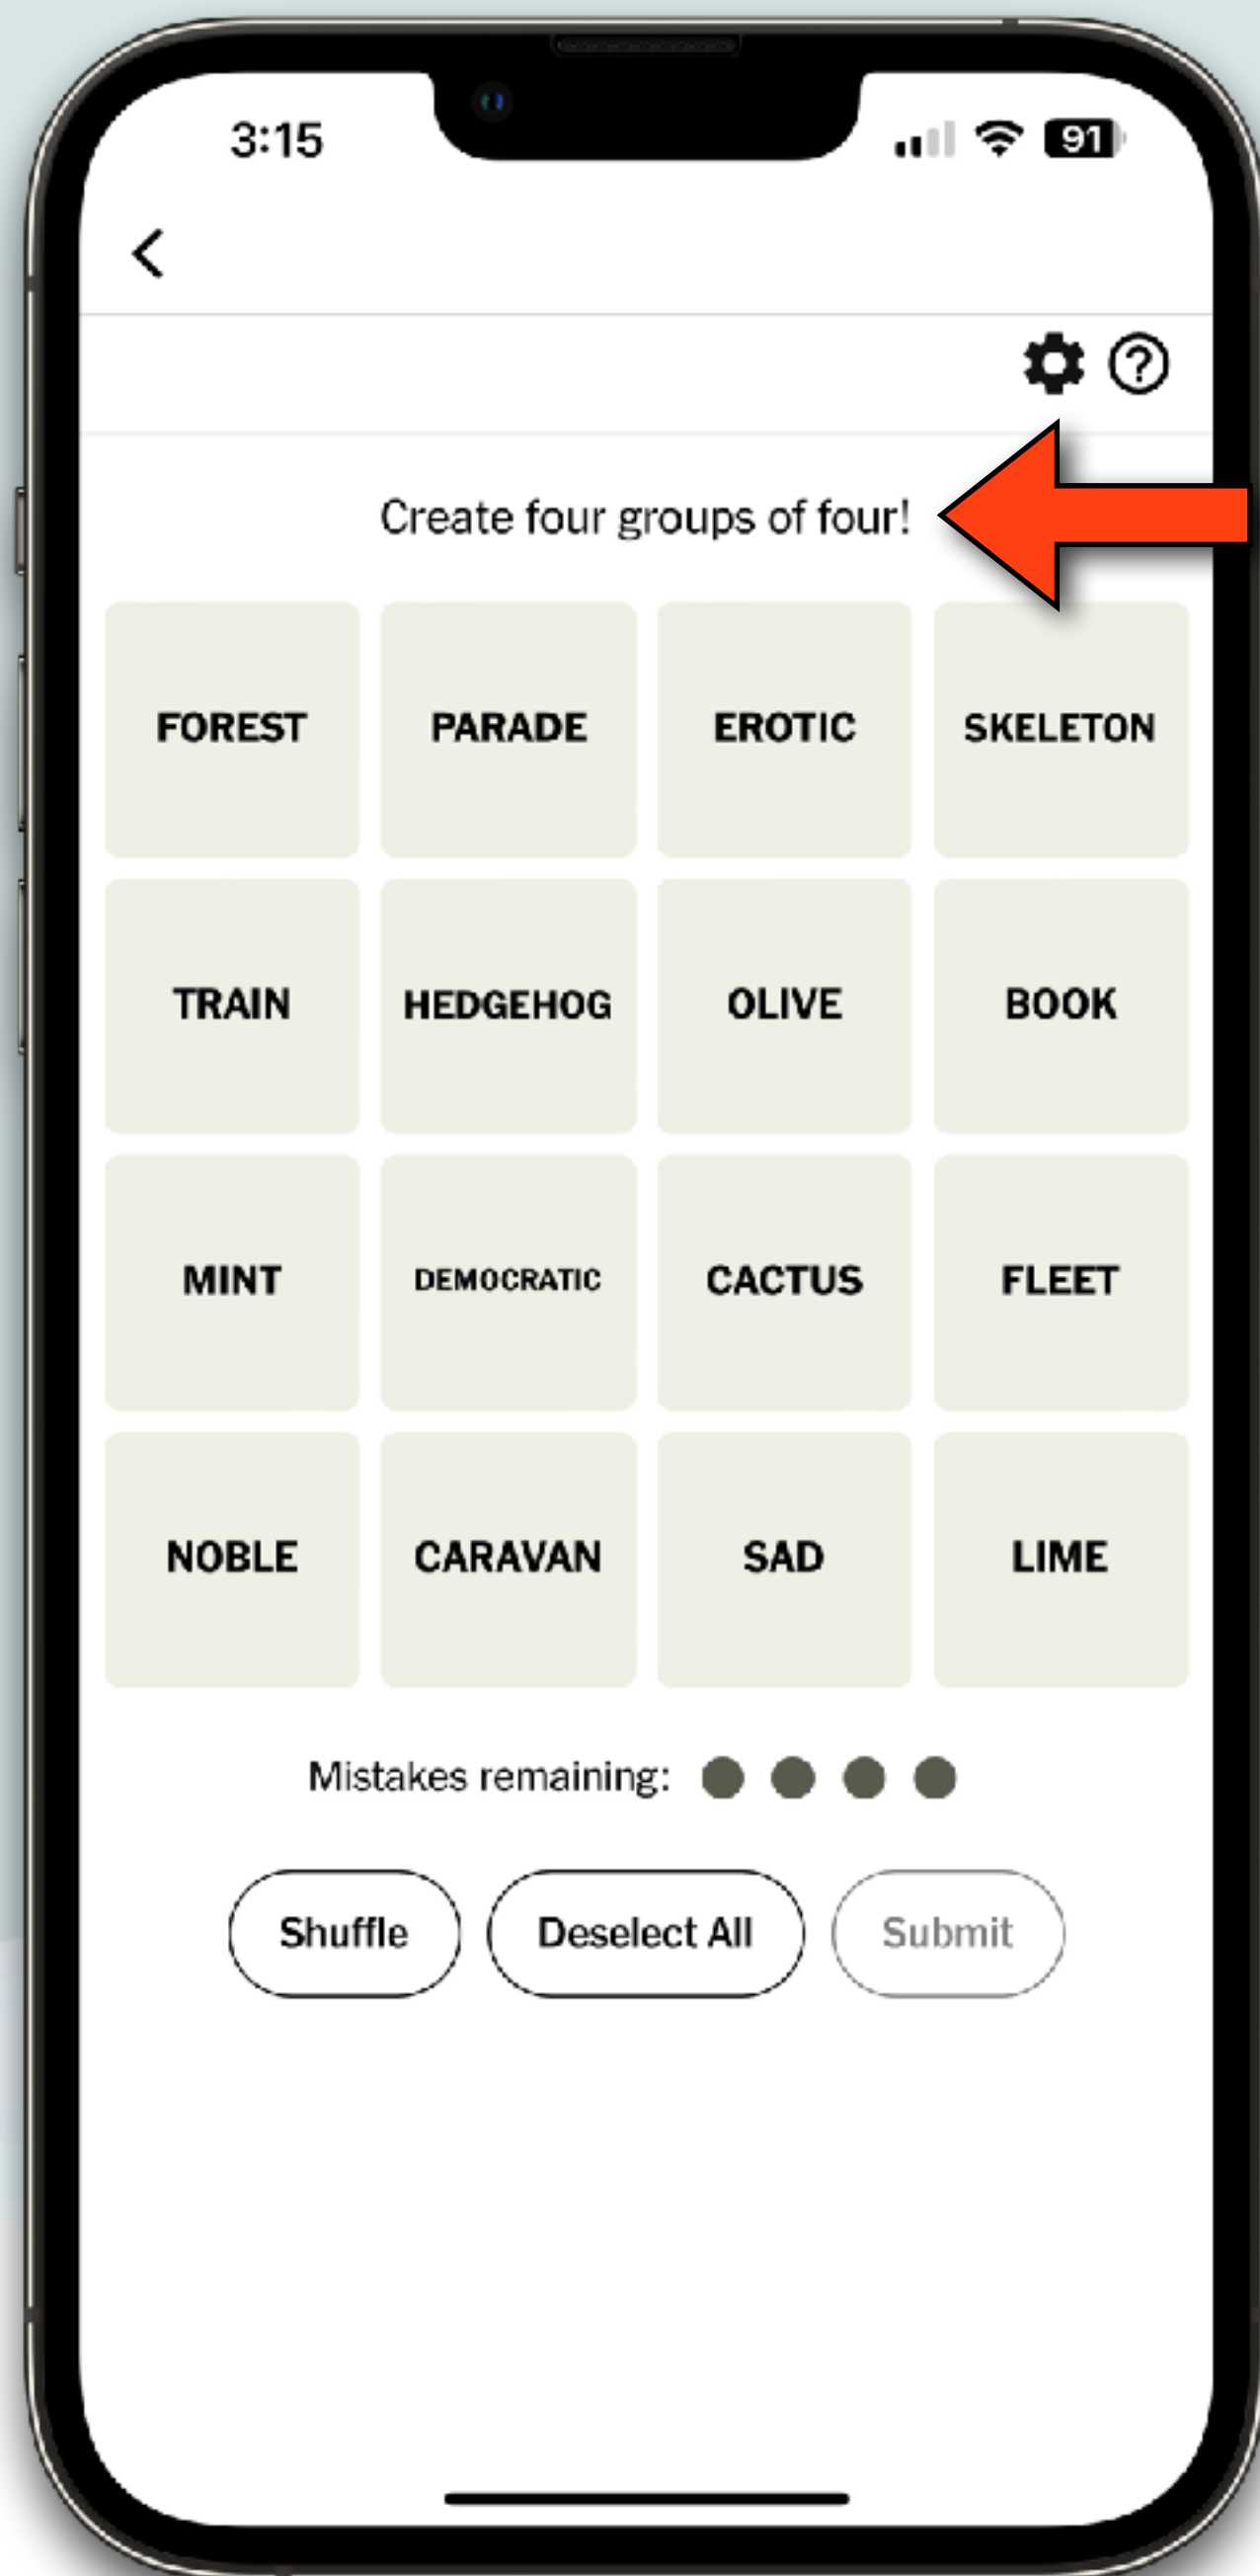 3:15
91
Create four groups of four!
FOREST PARADE EROTIC SKELETON
TRAIN HEDGEHOG OLIVE BOOK
MINT DEMOCRATIC CACTUS FLEET
NOBLE CARAVAN SAD LIME
Mistakes remaining:
Shuffle Deselect All Submit